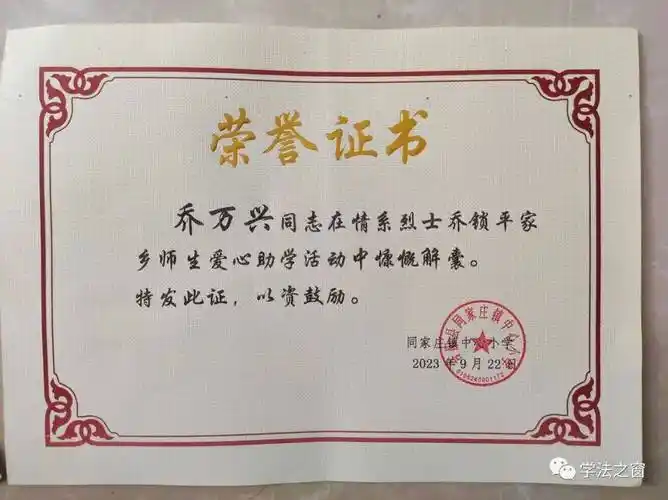 荣誉证书
乔万兴同志在情系烈士乔锁平家
乡师生爱心助学活动中慷慨解囊。
特发此证，以资鼓励。
同家庄镇中心小学
2023年9月22日
学法之窗